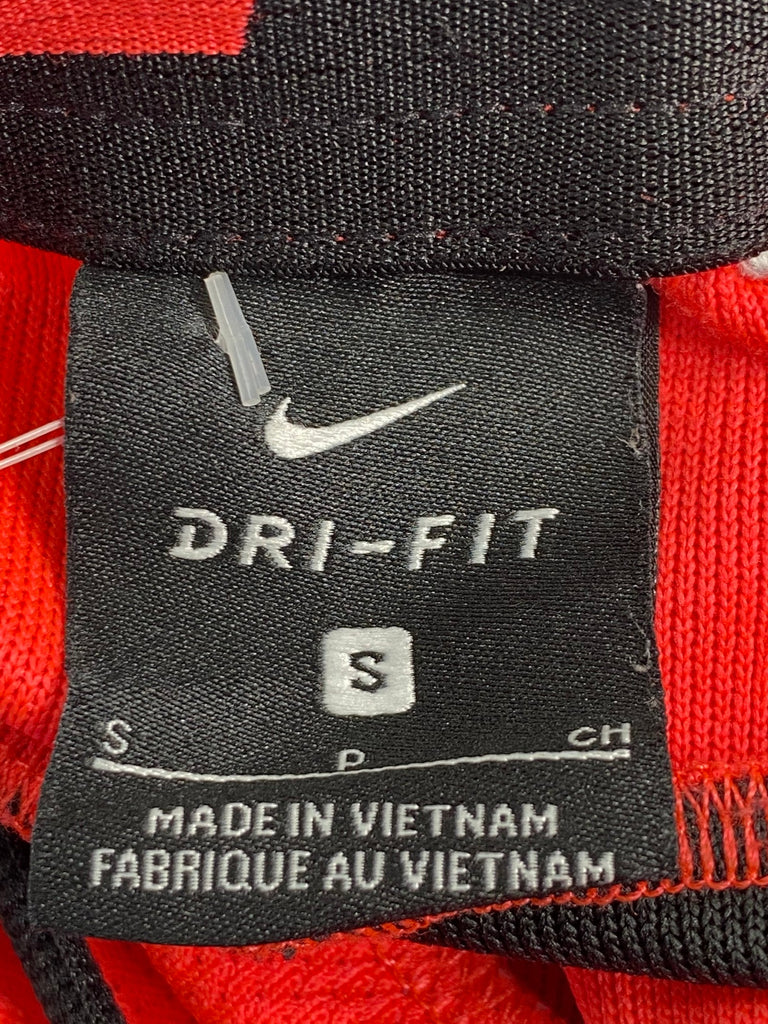 DRI-FIT
S
S P CH
MADE IN VIETNAM
FABRIQUE AU VIETNAM